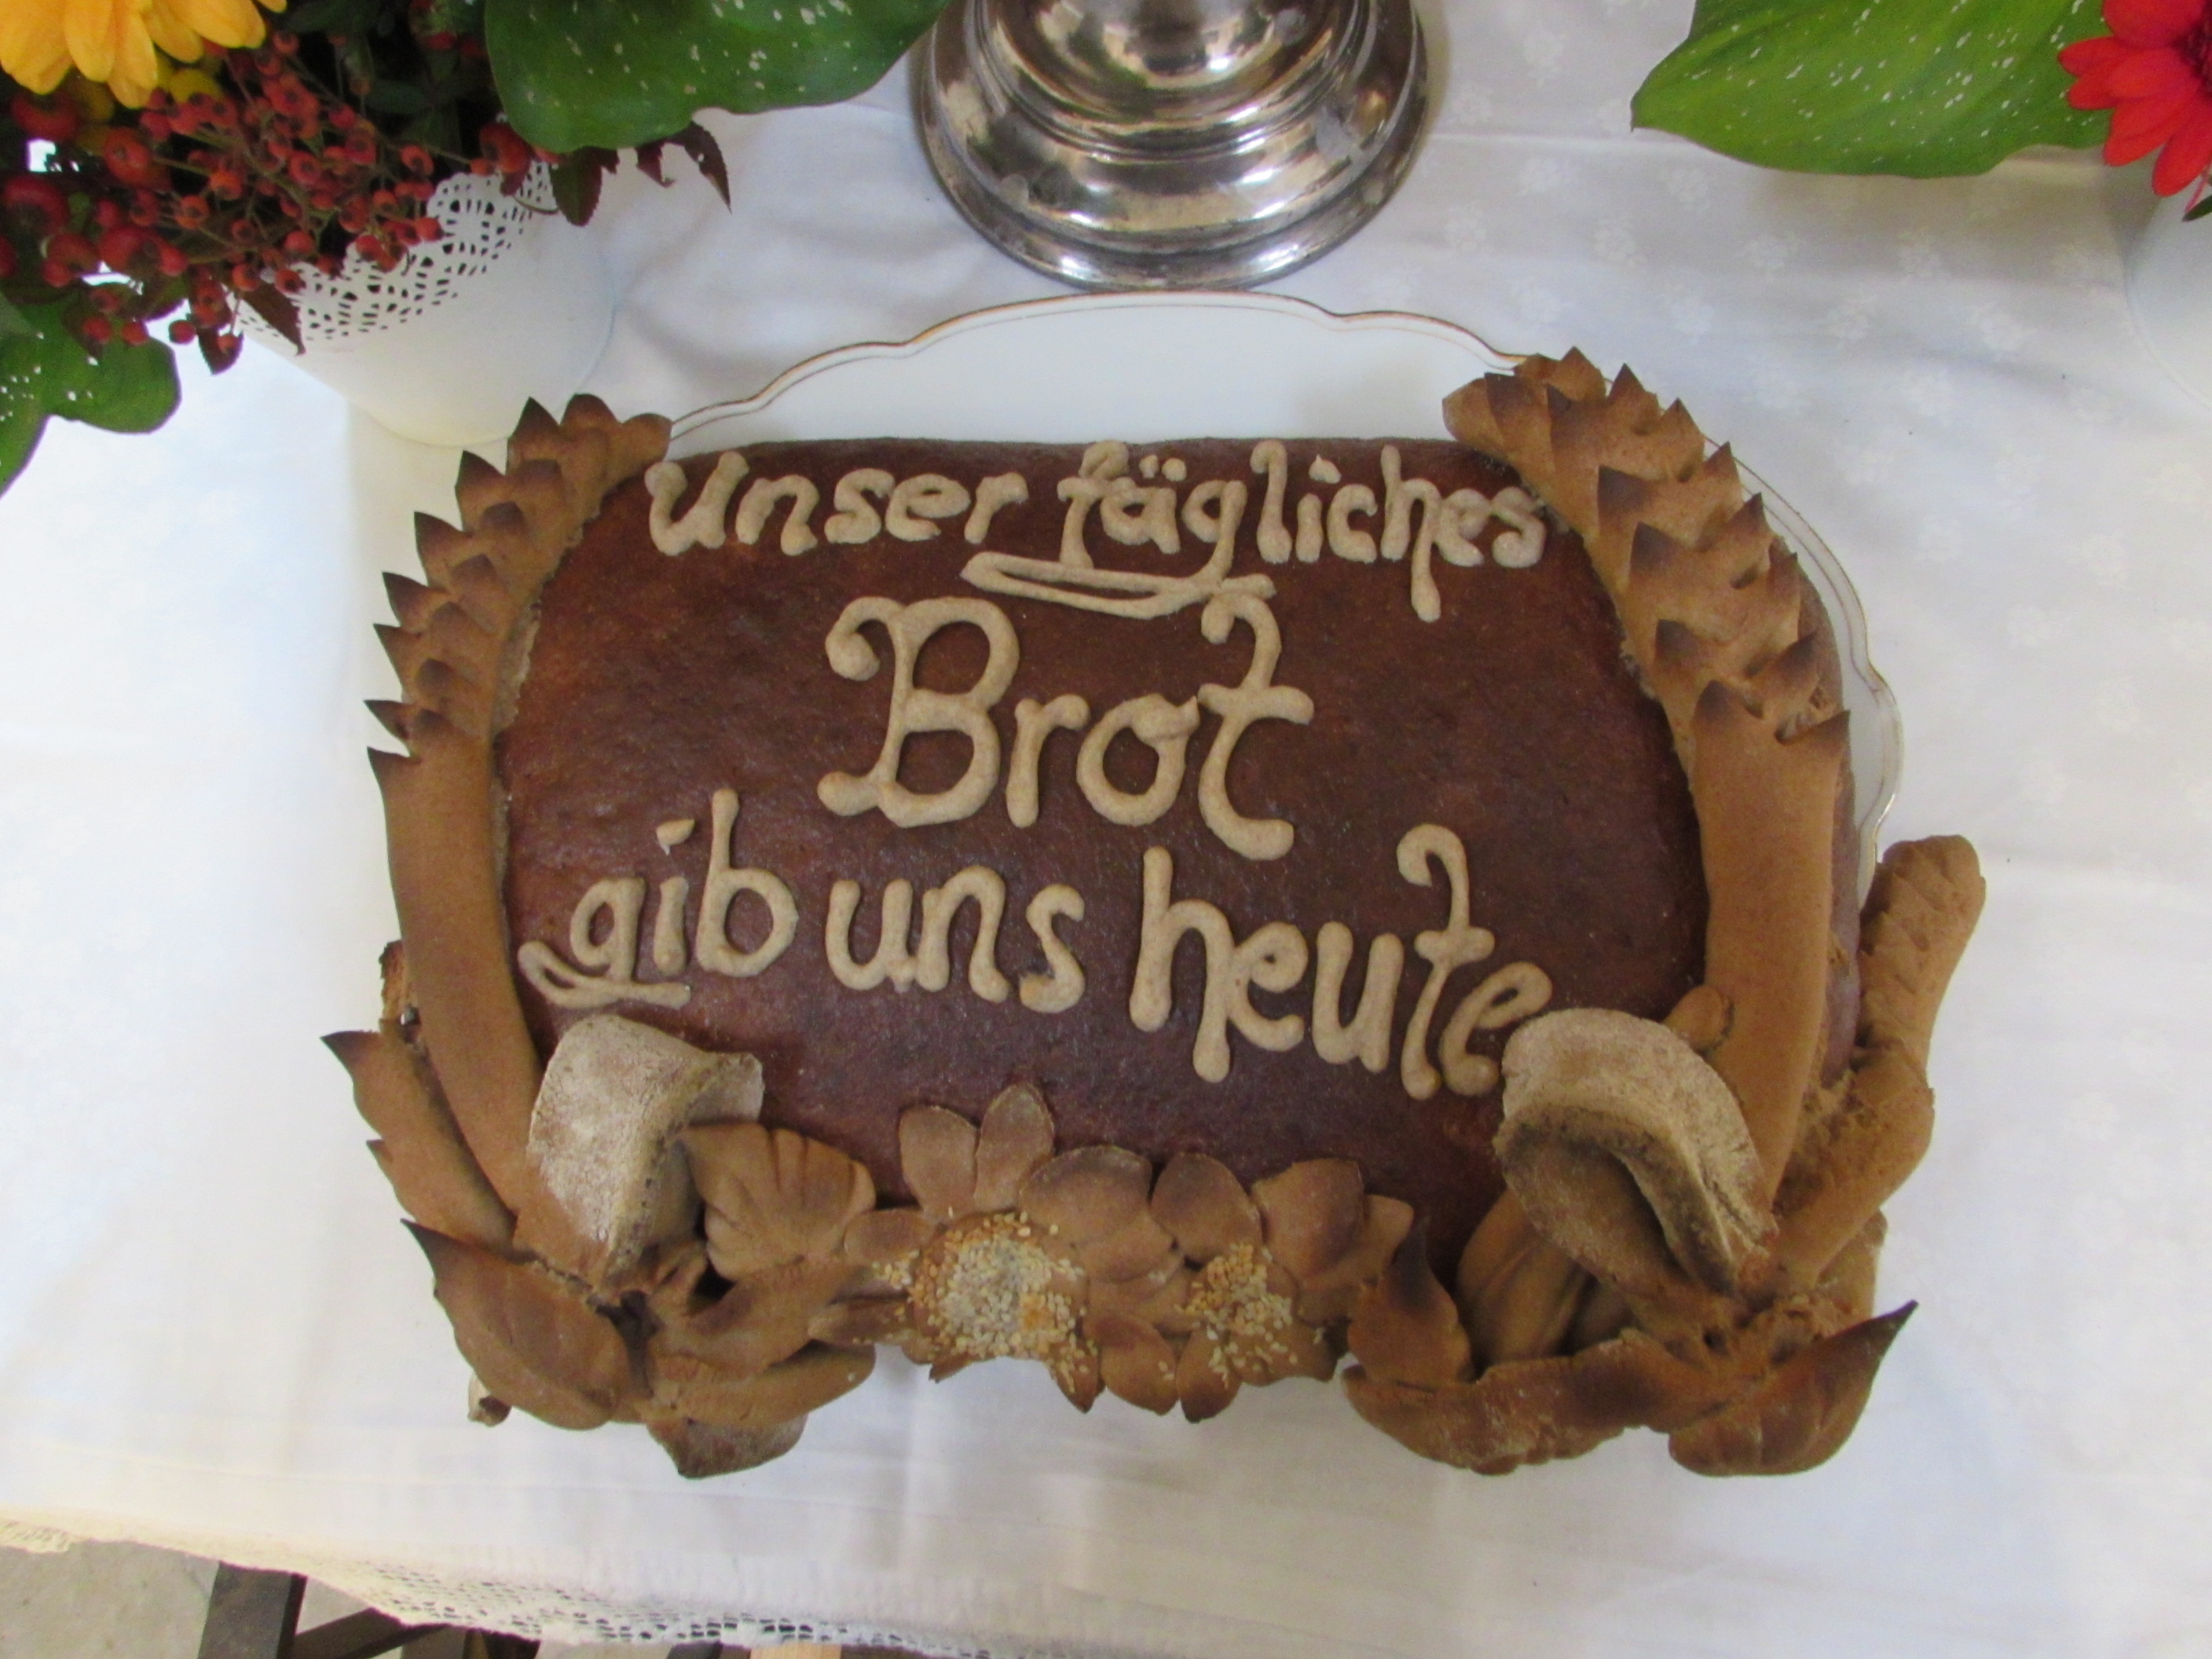 Unser tägliches
Brot
gib uns heute